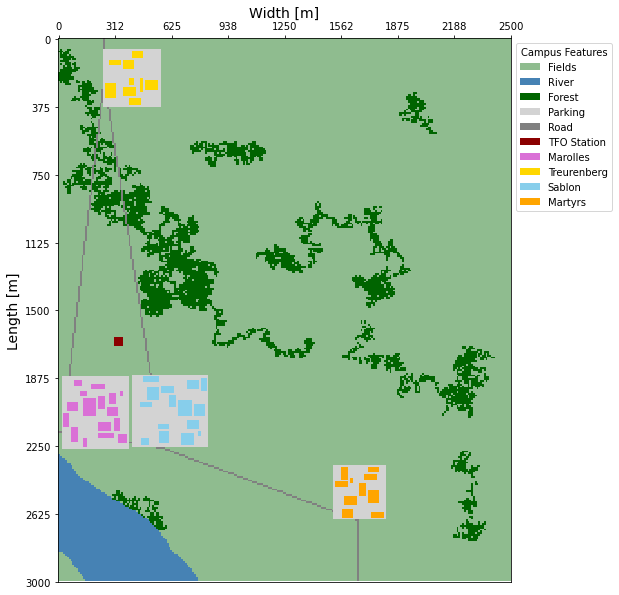 Width [m]
0 312 625 938 1250 1562 1875 2188 2500
Length [m]
0
375
750
1125
1500
1875
2250
2625
3000
Campus Features
Fields
River
Forest
Parking
Road
TFO Station
Marolles
Treurenberg
Sablon
Martyrs